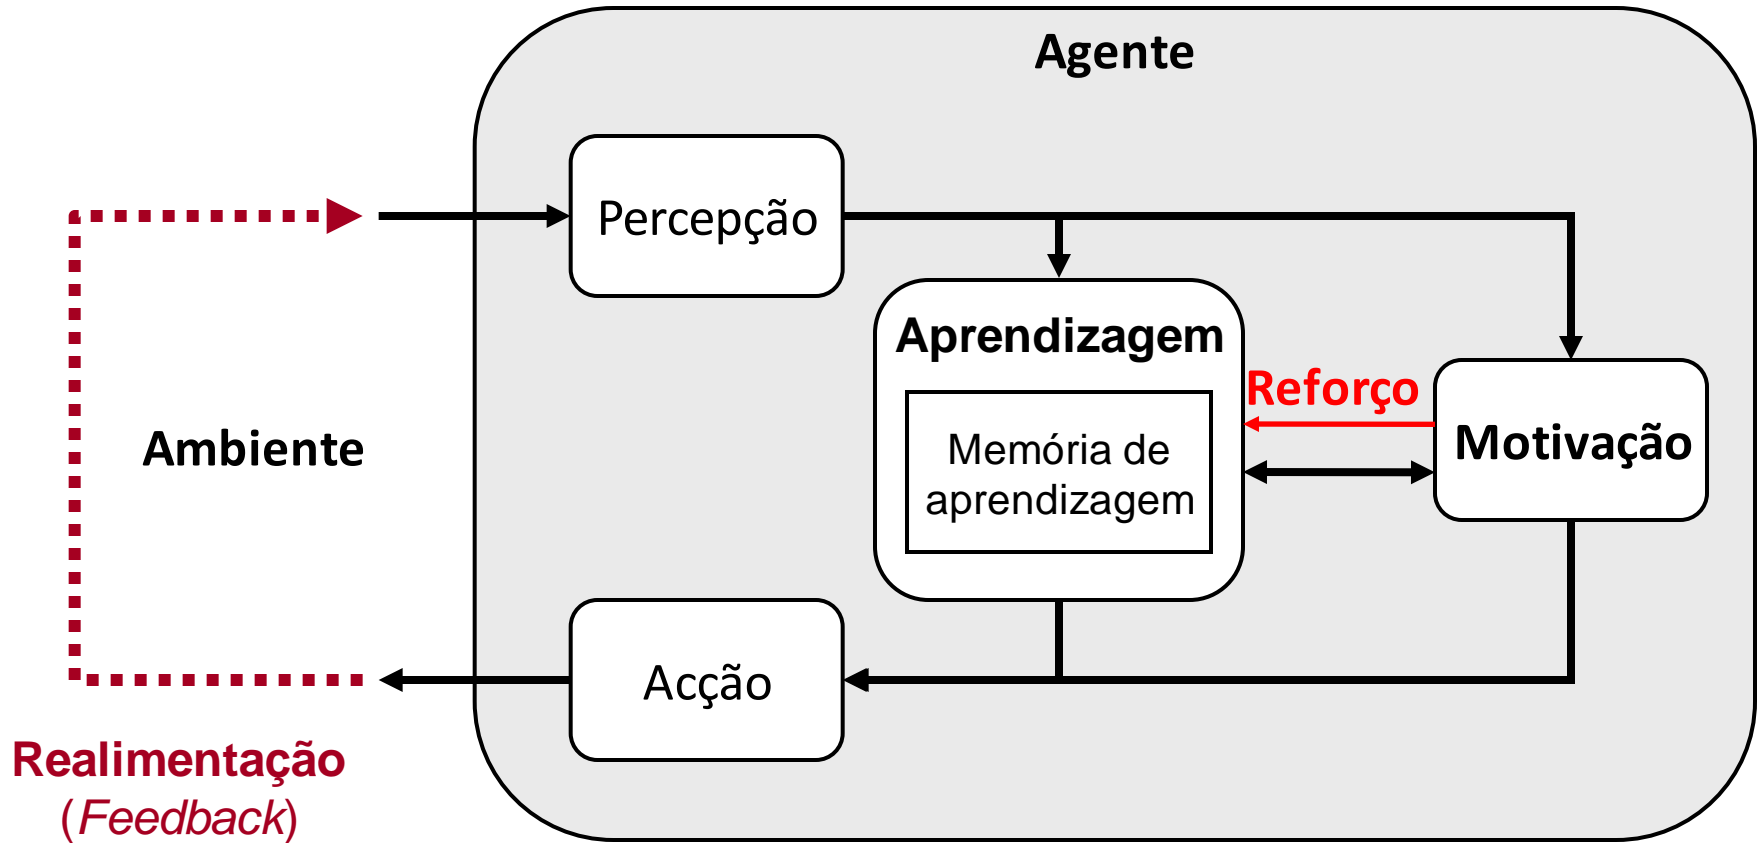 Agente
Percepção
Aprendizagem
Reforço
Memória de
aprendizagem
Motivação
Ambiente
Acção
Realimentação
(Feedback)